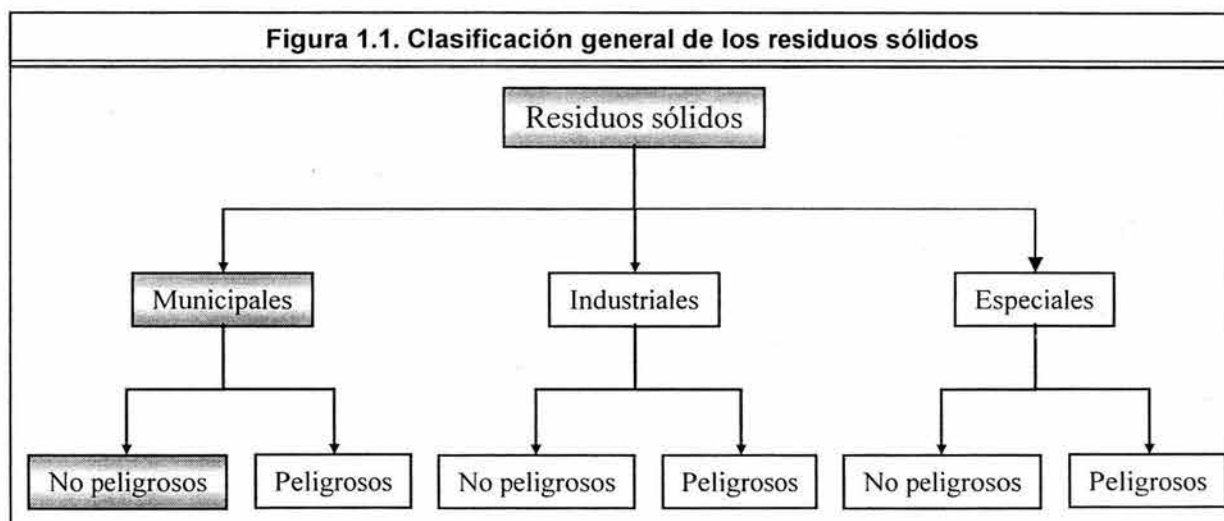 Figura 1.1. Clasificación general de los residuos sólidos
Residuos sólidos
Municipales
Industriales
Especiales
No peligrosos
Peligrosos
No peligrosos
Peligrosos
No peligrosos
Peligrosos